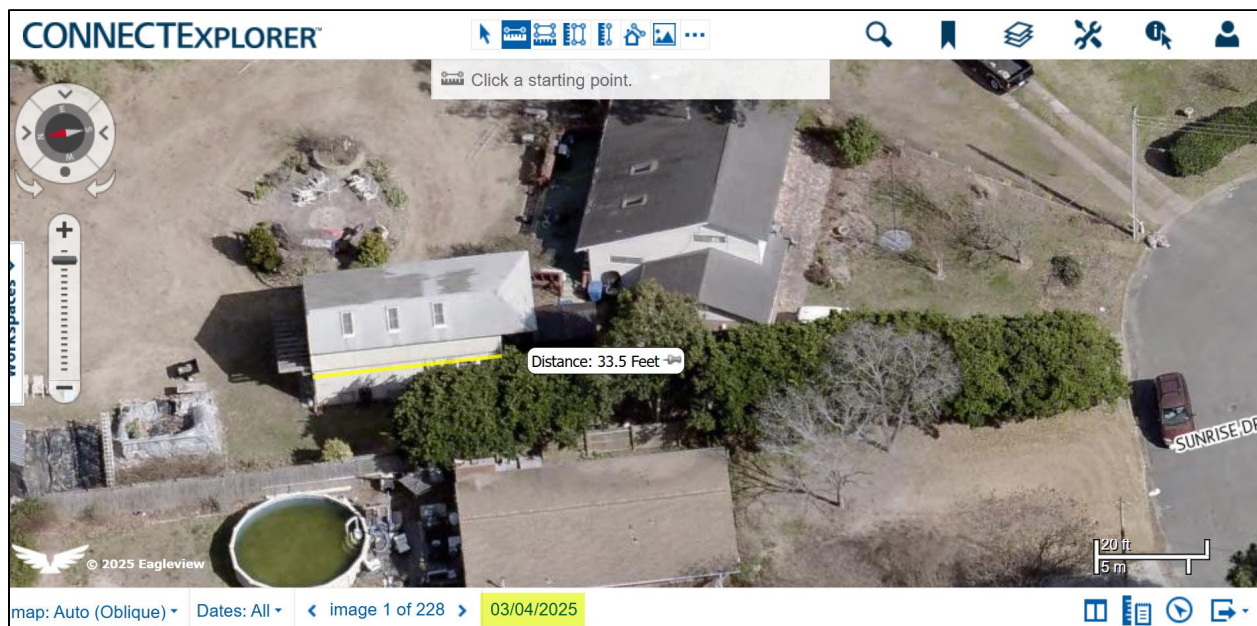 CONNECTEXPLORER™
Click a starting point.
E
N
S
W
workspaces
Distance: 33.5 Feet
SUNRISE DR
20 ft
5 m
© 2025 Eagleview
map: Auto (Oblique)
Dates: All
image 1 of 228
03/04/2025